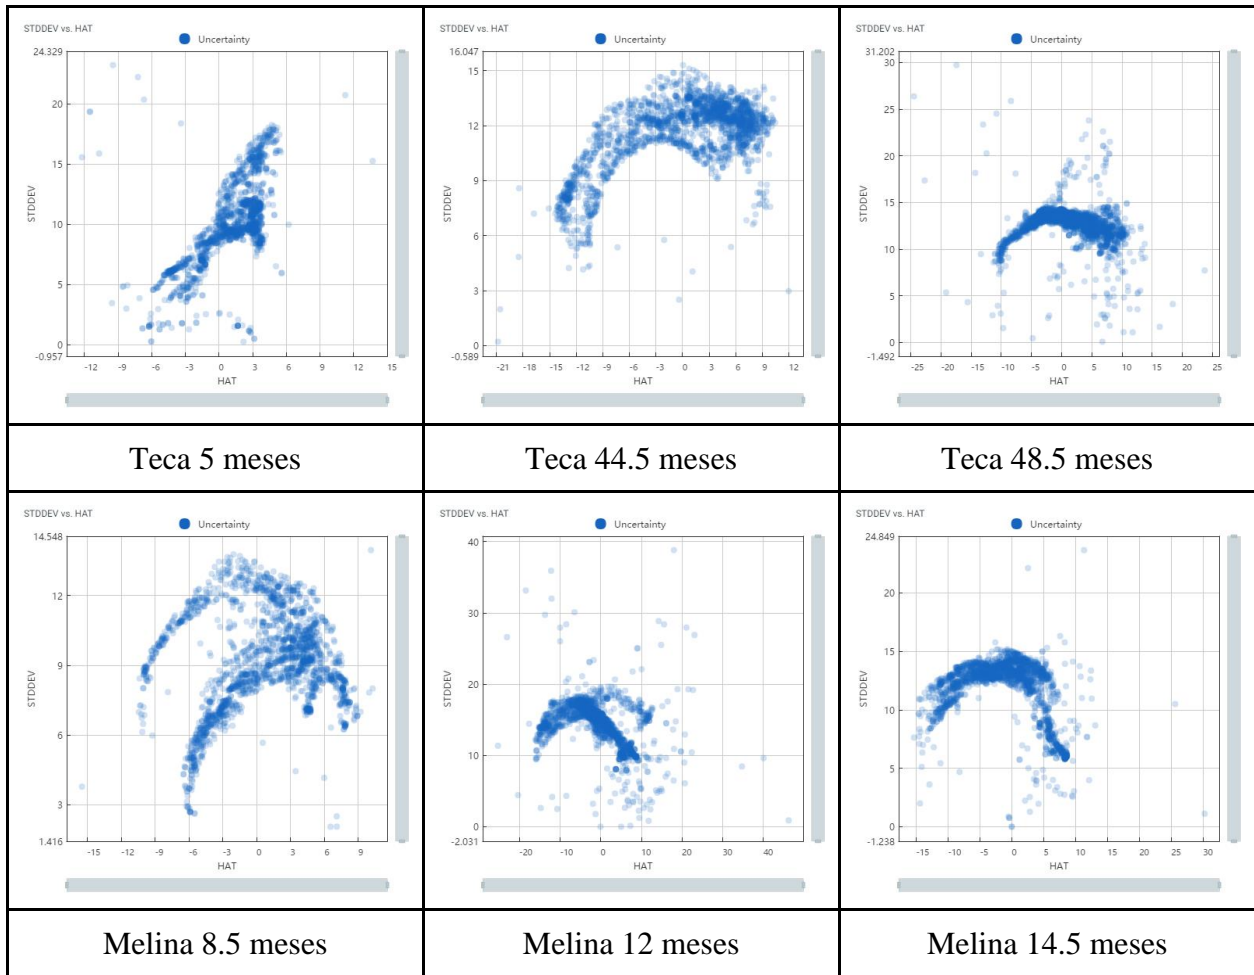 STDDEV vs. HAT
Uncertainty
24.329
20
15
10
5
0
-0.957
STDDEV
-12 -9 -6 -3 0 3 6 9 12 15
HAT
STDDEV vs. HAT
Uncertainty
16.047
15
12
9
6
3
0
-0.589
STDDEV
-21 -18 -15 -12 -9 -6 -3 0 3 6 9 12
HAT
STDDEV vs. HAT
Uncertainty
31.202
30
25
20
15
10
5
0
-1.492
STDDEV
-25 -20 -15 -10 -5 0 5 10 15 20 25
HAT
Teca 5 meses
Teca 44.5 meses
Teca 48.5 meses
STDDEV vs. HAT
Uncertainty
14.548
12
9
6
3
1.416
STDDEV
-15 -12 -9 -6 -3 0 3 6 9
HAT
STDDEV vs. HAT
Uncertainty
40
30
20
10
0
-2.031
STDDEV
-20 -10 0 10 20 30 40
HAT
STDDEV vs. HAT
Uncertainty
24.849
20
15
10
5
0
-1.238
STDDEV
-15 -10 -5 0 5 10 15 20 25 30
HAT
Melina 8.5 meses
Melina 12 meses
Melina 14.5 meses